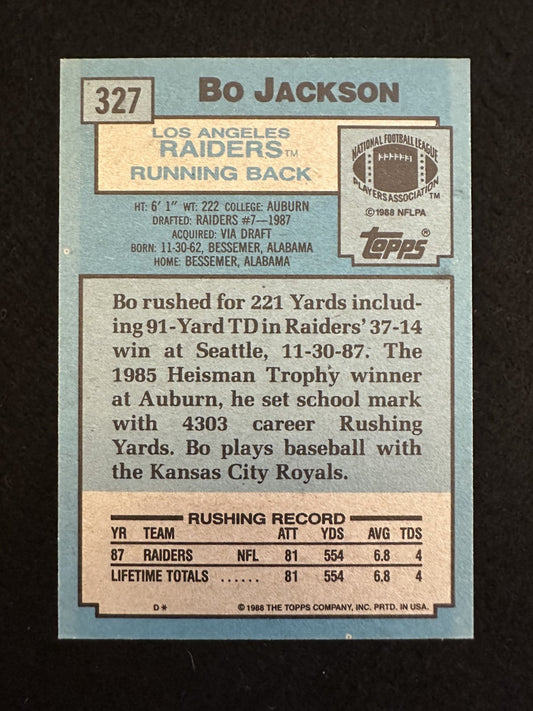 327
BO JACKSON
LOS ANGELES
RAIDERS™
RUNNING BACK
NATIONAL FOOTBALL LEAGUE
PLAYERS ASSOCIATION™
©1988 NFLPA
topps®
HT: 6' 1" WT: 222 COLLEGE: AUBURN
DRAFTED: RAIDERS #7—1987
ACQUIRED: VIA DRAFT
BORN: 11-30-62, BESSEMER, ALABAMA
HOME: BESSEMER, ALABAMA
Bo rushed for 221 Yards includ-
ing 91-Yard TD in Raiders' 37-14
win at Seattle, 11-30-87. The
1985 Heisman Trophy winner
at Auburn, he set school mark
with 4303 career Rushing
Yards. Bo plays baseball with
the Kansas City Royals.
RUSHING RECORD
YR TEAM ATT YDS AVG TDS
87 RAIDERS NFL 81 554 6.8 4
LIFETIME TOTALS ...... 81 554 6.8 4
D* © 1988 THE TOPPS COMPANY, INC. PRTD. IN USA.